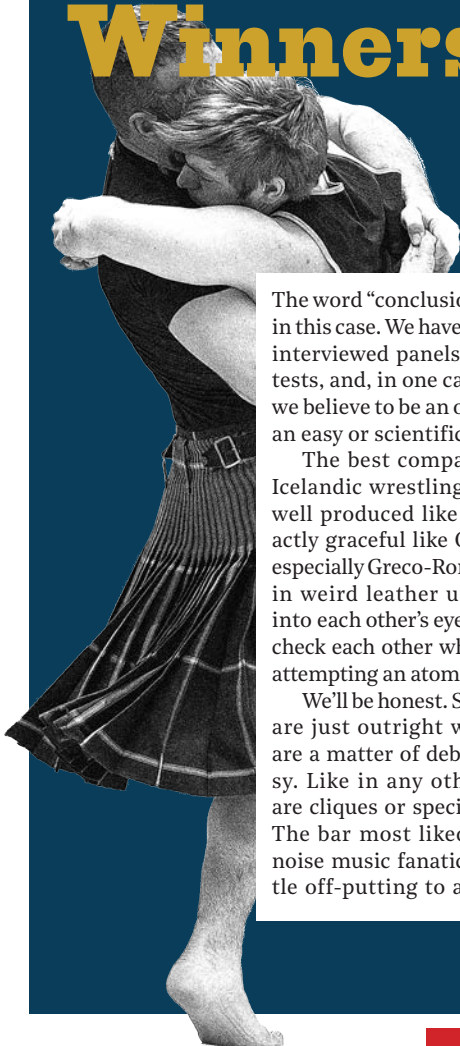 Winners
The word “conclusio
in this case. We have
interviewed panels
tests, and, in one ca
we believe to be an o
an easy or scientific
The best compa
Icelandic wrestling
well produced like
actly graceful like G
especially Greco-Rom
in weird leather u
into each other’s eye
check each other wh
attempting an atom
We’ll be honest. S
are just outright w
are a matter of deb
sy. Like in any oth
are cliques or speci
The bar most liked
noise music fanatic
tle off-putting to a